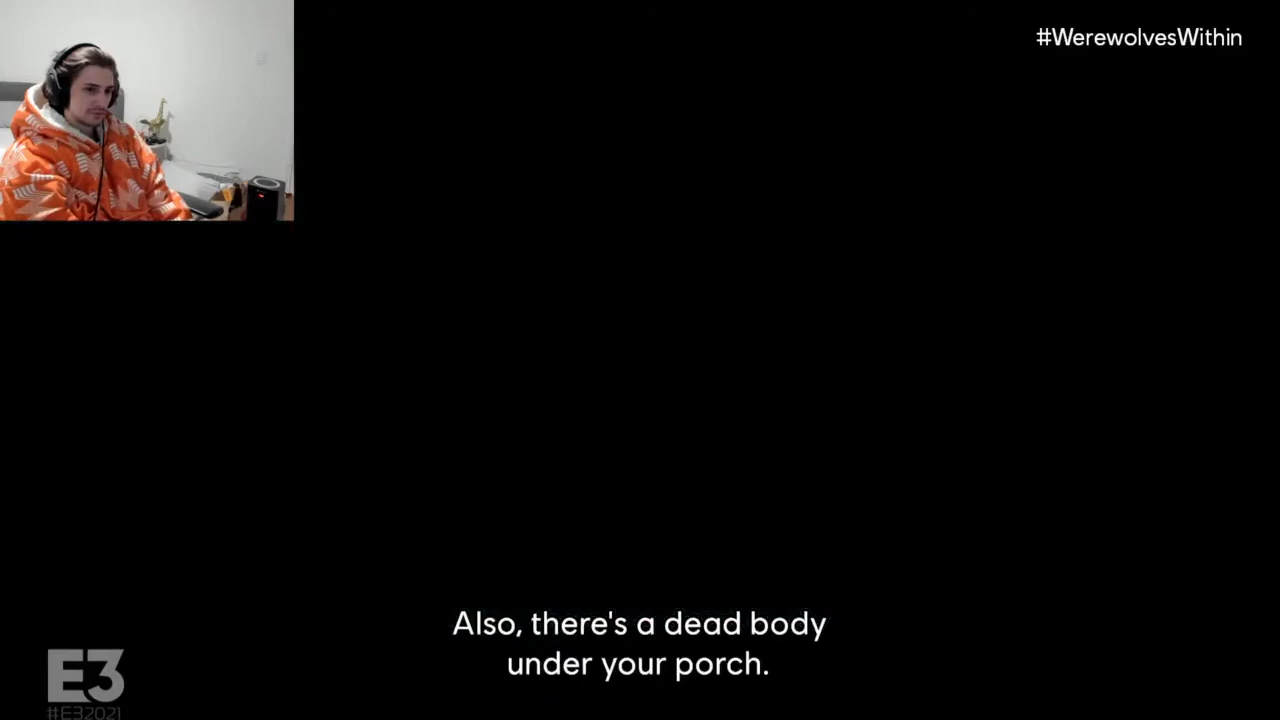 #WerewolvesWithin
Also, there's a dead body
under your porch.
E3
#E32021